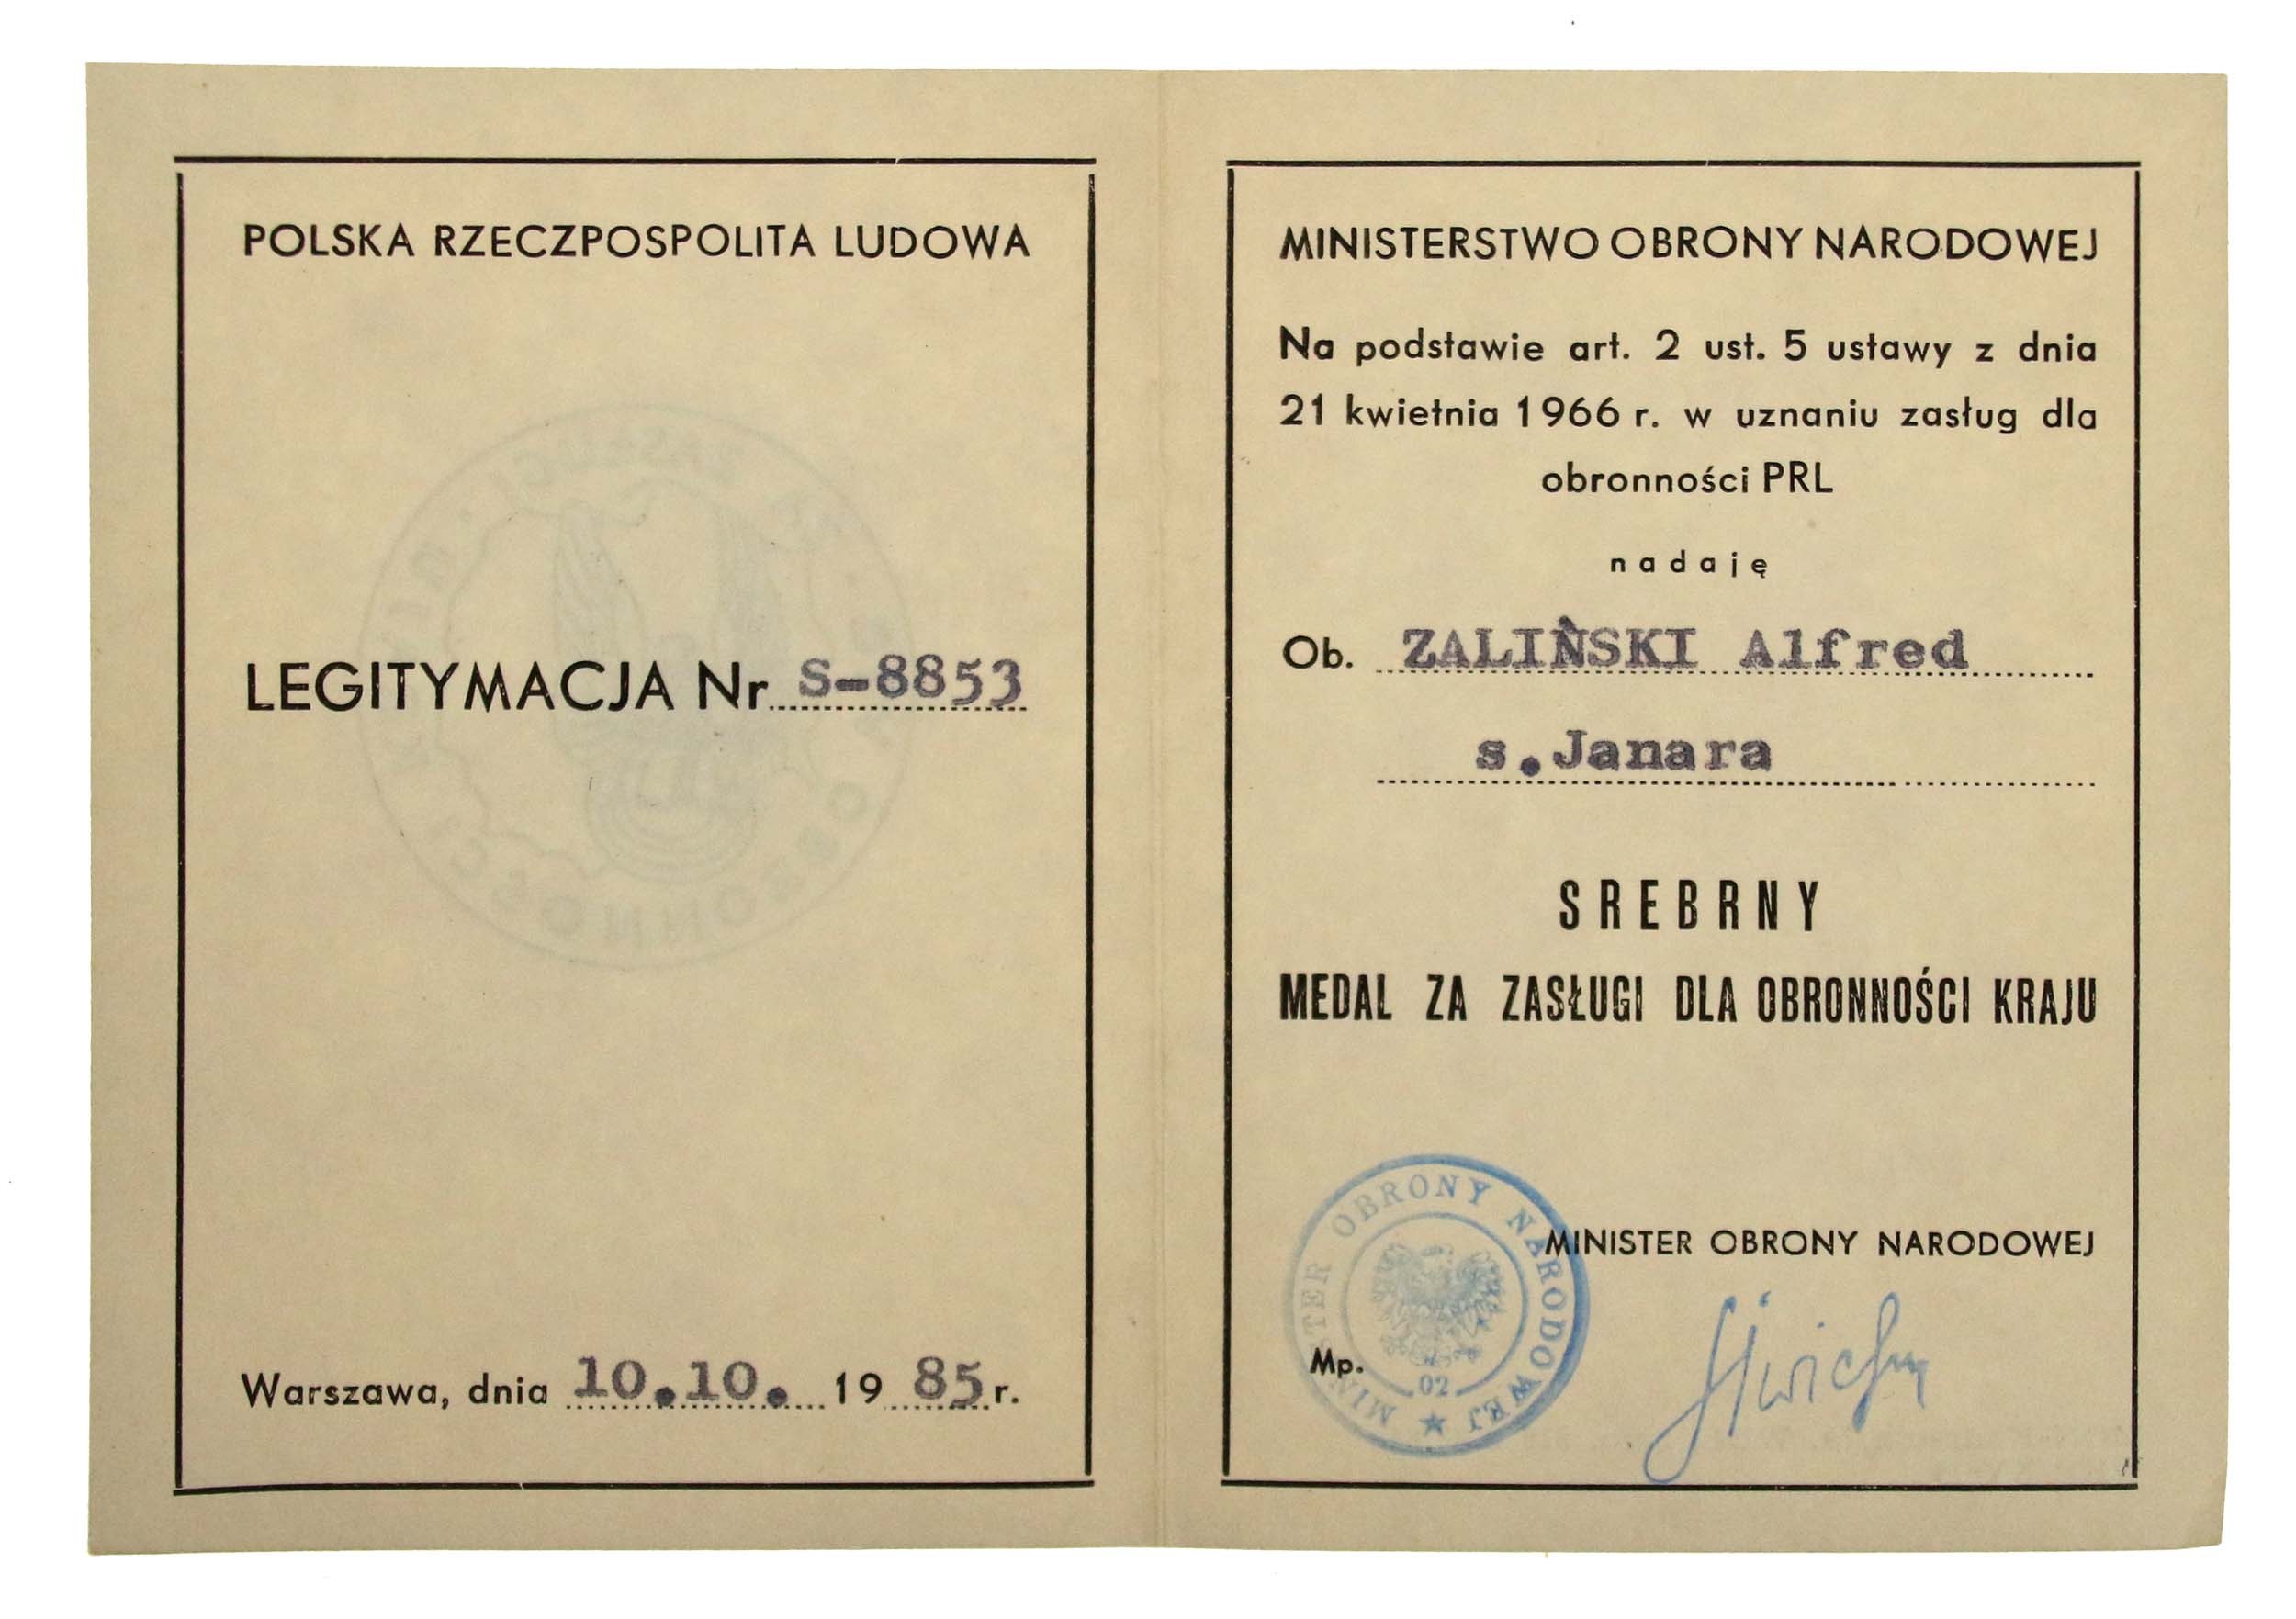 POLSKA RZECZPOSPOLITA LUDOWA
LEGITYMACJA Nr S-8853
Warszawa, dnia 10.10. 1985 r.
MINISTERSTWO OBRONY NARODOWEJ
Na podstawie art. 2 ust. 5 ustawy z dnia
21 kwietnia 1966 r. w uznaniu zasług dla
obronności PRL
nadaję
Ob. ZALIŃSKI Alfred
s.Janara
SREBRNY
MEDAL ZA ZASŁUGI DLA OBRONNOŚCI KRAJU
MINISTER OBRONY NARODOWEJ
Mp.
MINISTER OBRONY NARODOWEJ
02